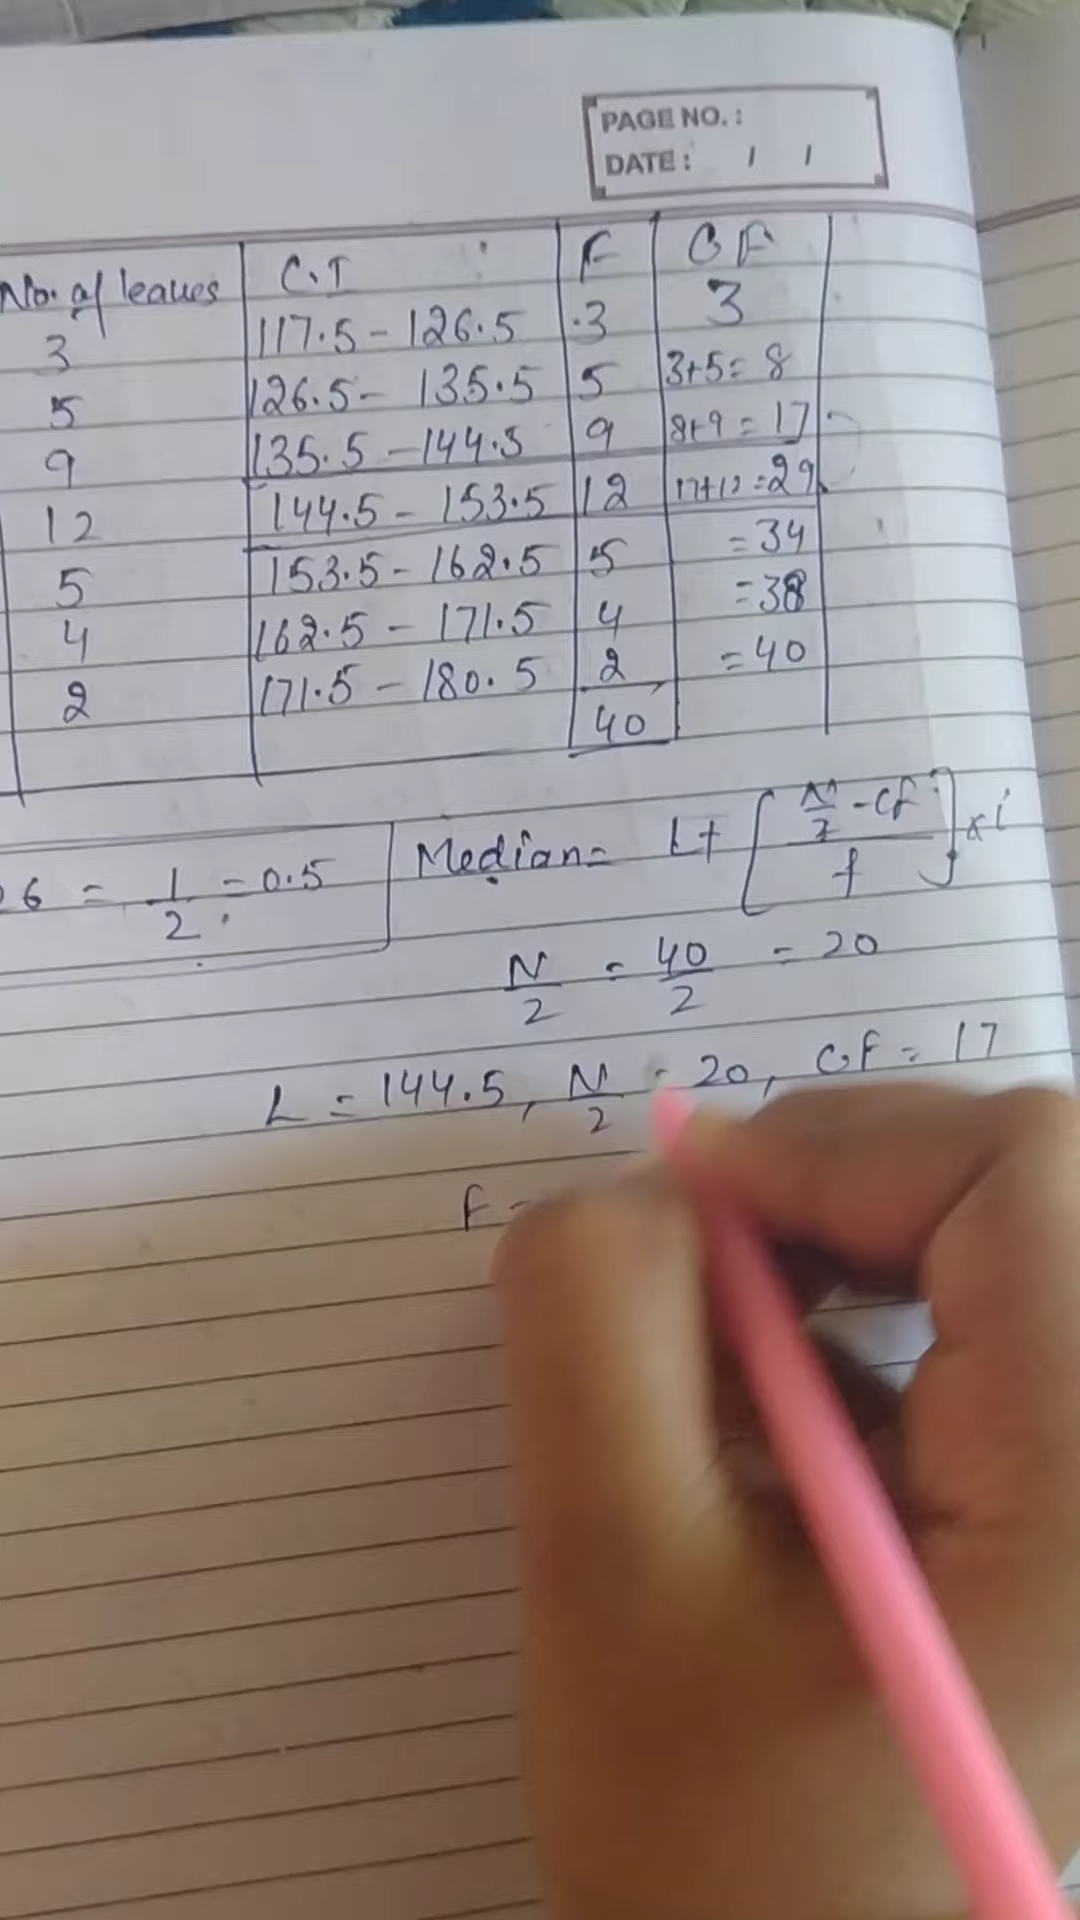 PAGE NO. :
DATE : / /
No. of leaves C.I F CF
3 117.5 - 126.5 3 3
5 126.5 - 135.5 5 3+5= 8
9 135.5 - 144.5 9 8+9 = 17
12 144.5 - 153.5 12 17+12 = 29
5 153.5 - 162.5 5 = 34
4 162.5 - 171.5 4 = 38
2 171.5 - 180.5 2 = 40
40
6 = 1/2 = 0.5
Median = L + [ (N/2 - cf) / f ] × i
N/2 = 40/2 = 20
L = 144.5, N/2 = 20, CF = 17
F =